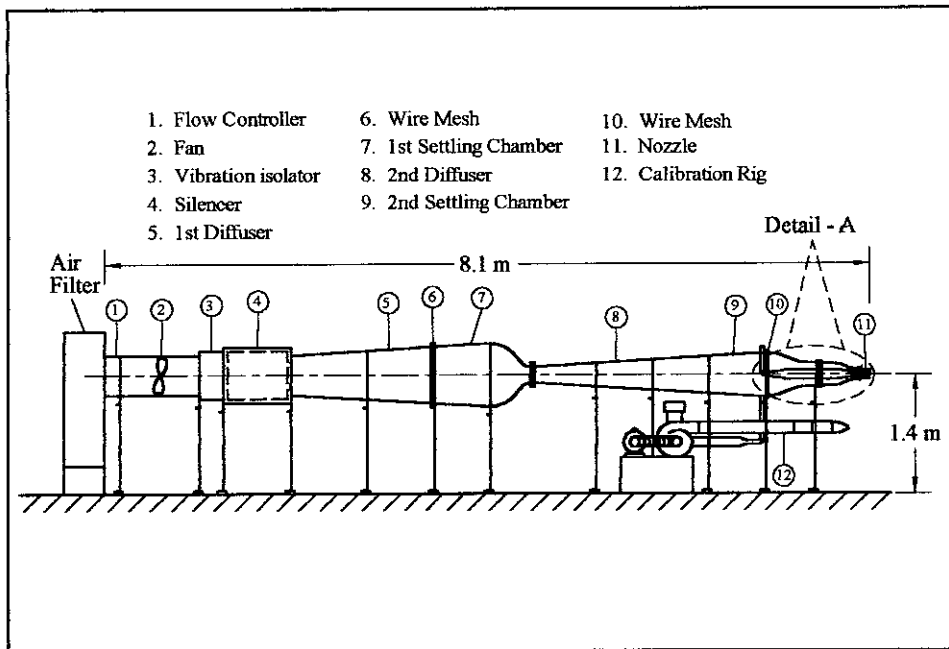 1. Flow Controller
2. Fan
3. Vibration isolator
4. Silencer
5. 1st Diffuser
6. Wire Mesh
7. 1st Settling Chamber
8. 2nd Diffuser
9. 2nd Settling Chamber
10. Wire Mesh
11. Nozzle
12. Calibration Rig
Detail - A
8.1 m
Air
Filter
1
2
3
4
5
6
7
8
9
10
11
1.4 m
12